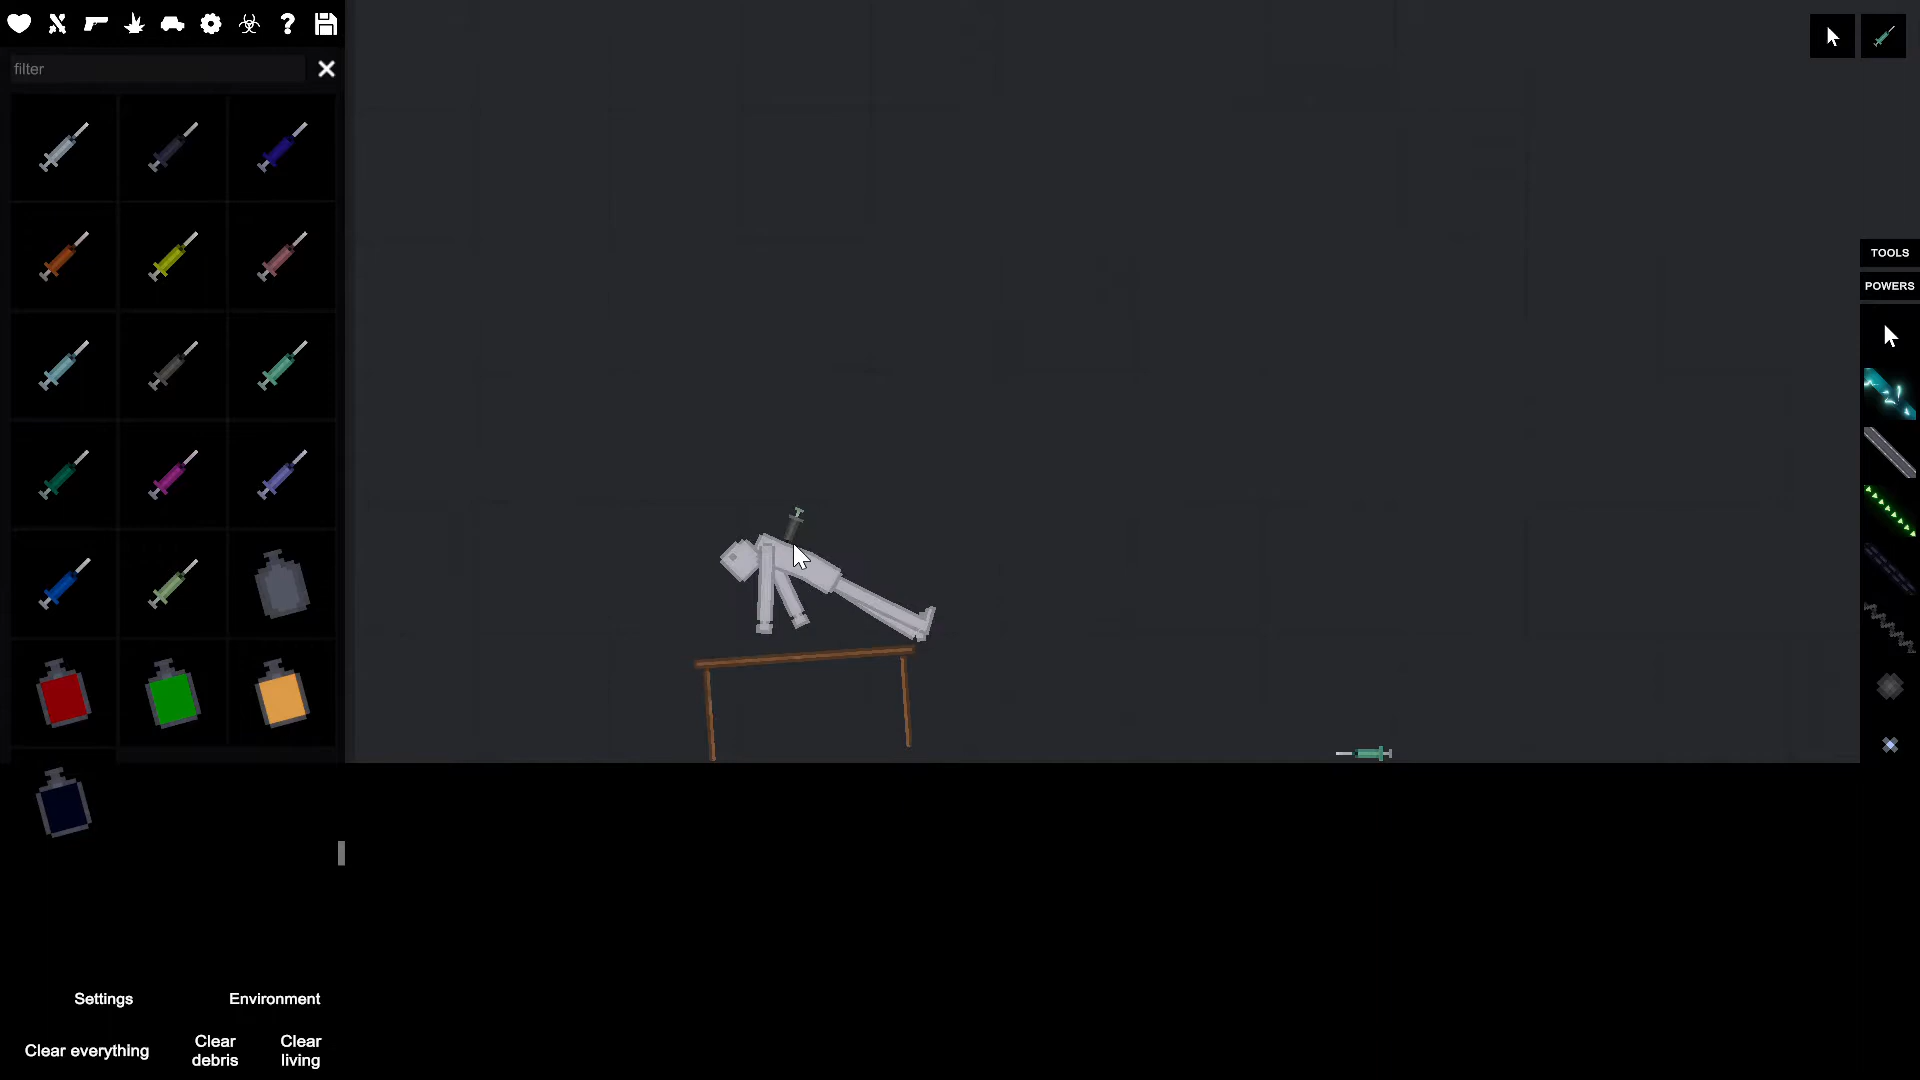 filter
TOOLS
POWERS
Settings
Environment
Clear everything
Clear
debris
Clear
living